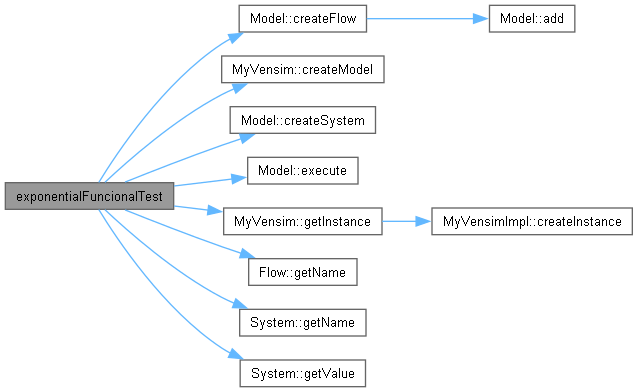 Model::createFlow
Model::add
MyVensim::createModel
Model::createSystem
Model::execute
exponentialFuncionalTest
MyVensim::getInstance
MyVensimImpl::createInstance
Flow::getName
System::getName
System::getValue